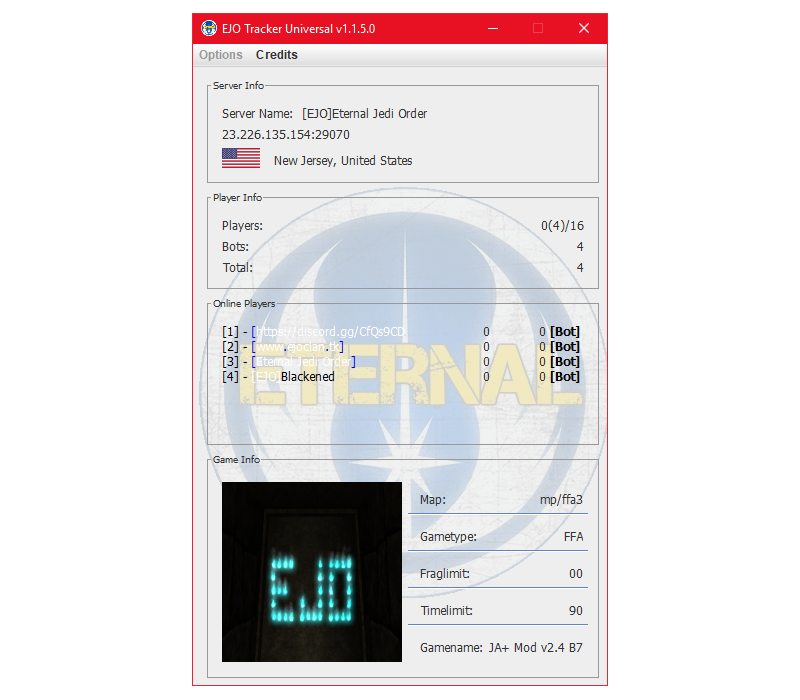 EJO Tracker Universal v1.1.5.0
Options Credits
Server Info
Server Name: [EJO]Eternal Jedi Order
23.226.135.154:29070
New Jersey, United States
Player Info
Players: 0(4)/16
Bots: 4
Total: 4
Online Players
[1] - [https://discord.gg/CfQs9CD 0 0 [Bot]
[2] - [www.ejoclan.tk] 0 0 [Bot]
[3] - [Eternal Jedi Order] 0 0 [Bot]
[4] - [EJO]Blackened 0 0 [Bot]
ETERNAL
Game Info
EJO
Map: mp/ffa3
Gametype: FFA
Fraglimit: 00
Timelimit: 90
Gamename: JA+ Mod v2.4 B7